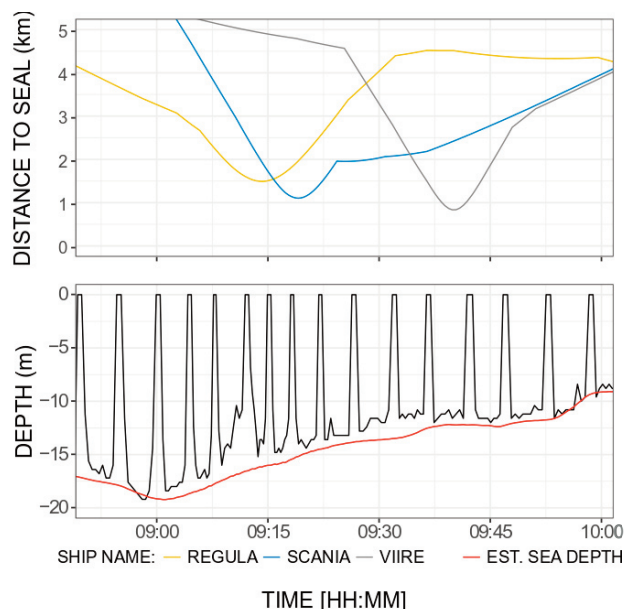 DISTANCE TO SEAL (km)
5
4
3
2
1
0
DEPTH (m)
0
−5
−10
−15
−20
09:00 09:15 09:30 09:45 10:00
SHIP NAME: REGULA SCANIA VIIRE EST. SEA DEPTH
TIME [HH:MM]